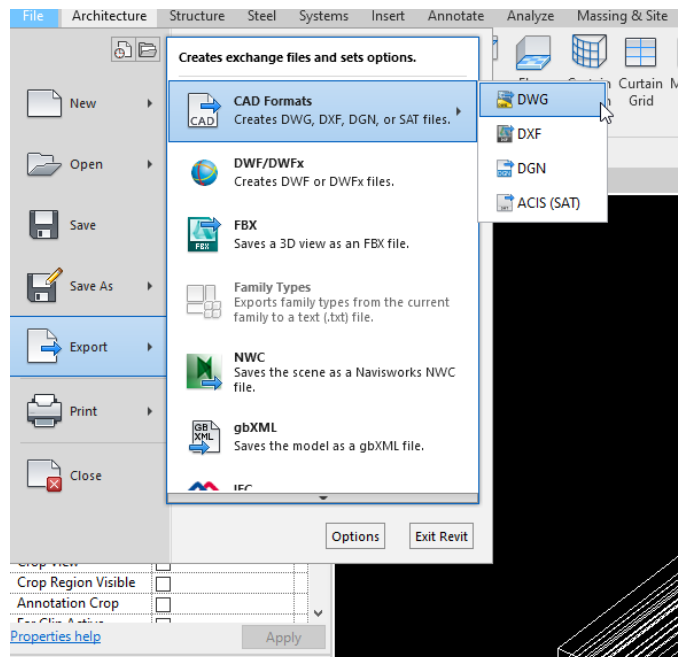 File Architecture Structure Steel Systems Insert Annotate Analyze Massing & Site
Creates exchange files and sets options.
New
Open
Save
Save As
Export
Print
Close
CAD
CAD Formats
Creates DWG, DXF, DGN, or SAT files.
DWF/DWFx
Creates DWF or DWFx files.
FBX
FBX
Saves a 3D view as an FBX file.
Family Types
Exports family types from the current
family to a text (.txt) file.
N
NWC
Saves the scene as a Navisworks NWC
file.
GB
XML
gbXML
Saves the model as a gbXML file.
IFC
DWG
DXF
DGN
ACIS (SAT)
Curtain
Grid
Options Exit Revit
Crop View
Crop Region Visible
Annotation Crop
Properties help Apply